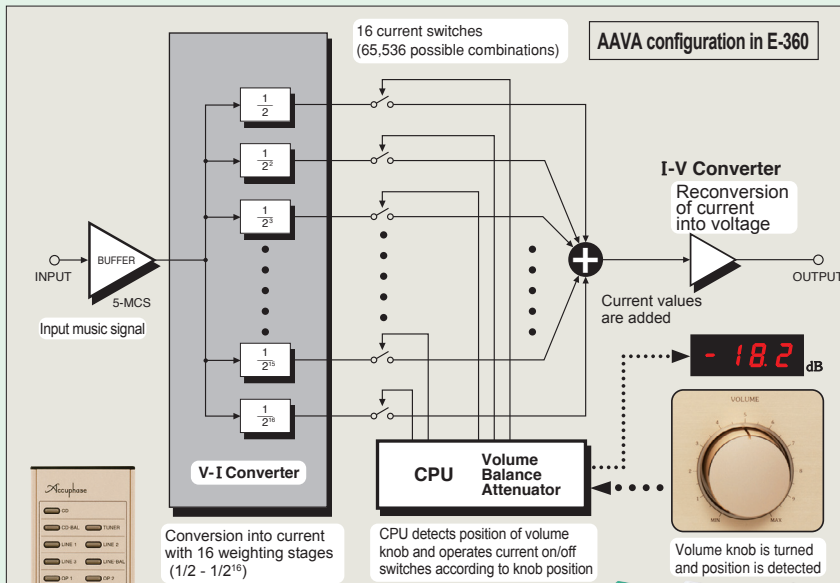 AAVA configuration in E-360
16 current switches
(65,536 possible combinations)
1/2
1/2²
1/2³
1/2¹⁵
1/2¹⁶
INPUT
BUFFER
5-MCS
Input music signal
V-I Converter
Conversion into current
with 16 weighting stages
(1/2 - 1/2¹⁶)
I-V Converter
Reconversion
of current
into voltage
OUTPUT
Current values
are added
- 18.2 dB
CPU
Volume
Balance
Attenuator
CPU detects position of volume
knob and operates current on/off
switches according to knob position
VOLUME
MIN
MAX
Volume knob is turned
and position is detected
Accuphase
CD
CD-BAL TUNER
LINE 1 LINE 2
LINE 3 LINE-BAL
OP 1 OP 2